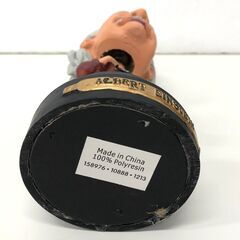 ALBERT EINSTEIN
Made in China
100% Polyresin
158976 • 10888 • 1213